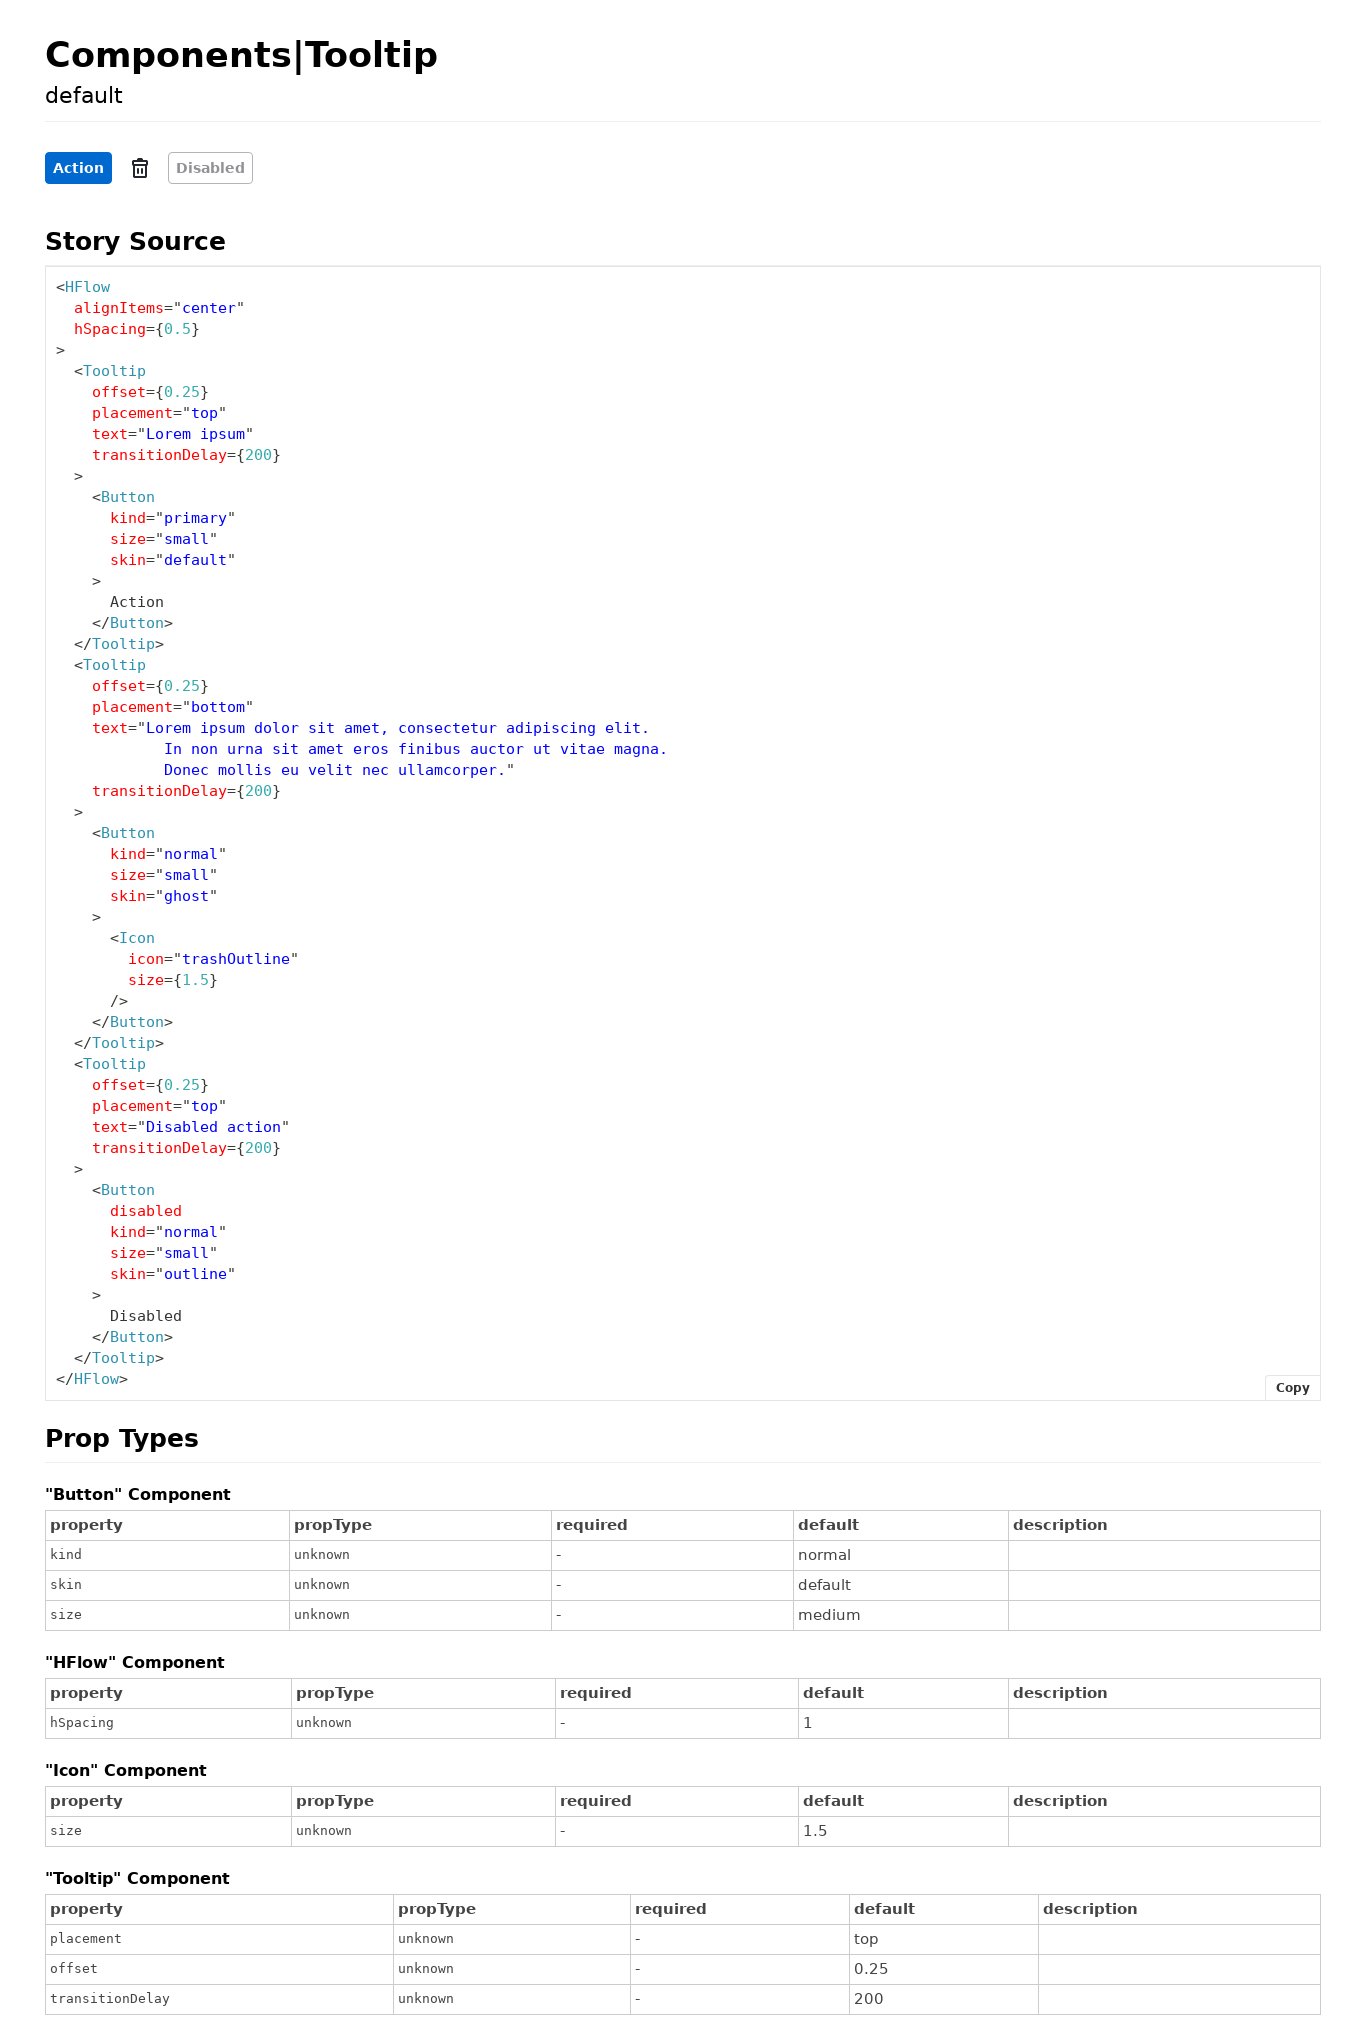 Components|Tooltip
default
Action Disabled
Story Source
<HFlow
  alignItems="center"
  hSpacing={0.5}
>
  <Tooltip
    offset={0.25}
    placement="top"
    text="Lorem ipsum"
    transitionDelay={200}
  >
    <Button
      kind="primary"
      size="small"
      skin="default"
    >
      Action
    </Button>
  </Tooltip>
  <Tooltip
    offset={0.25}
    placement="bottom"
    text="Lorem ipsum dolor sit amet, consectetur adipiscing elit.
            In non urna sit amet eros finibus auctor ut vitae magna.
            Donec mollis eu velit nec ullamcorper."
    transitionDelay={200}
  >
    <Button
      kind="normal"
      size="small"
      skin="ghost"
    >
      <Icon
        icon="trashOutline"
        size={1.5}
      />
    </Button>
  </Tooltip>
  <Tooltip
    offset={0.25}
    placement="top"
    text="Disabled action"
    transitionDelay={200}
  >
    <Button
      disabled
      kind="normal"
      size="small"
      skin="outline"
    >
      Disabled
    </Button>
  </Tooltip>
</HFlow>
Copy
Prop Types
"Button" Component
property propType required default description
kind unknown - normal
skin unknown - default
size unknown - medium
"HFlow" Component
property propType required default description
hSpacing unknown - 1
"Icon" Component
property propType required default description
size unknown - 1.5
"Tooltip" Component
property propType required default description
placement unknown - top
offset unknown - 0.25
transitionDelay unknown - 200